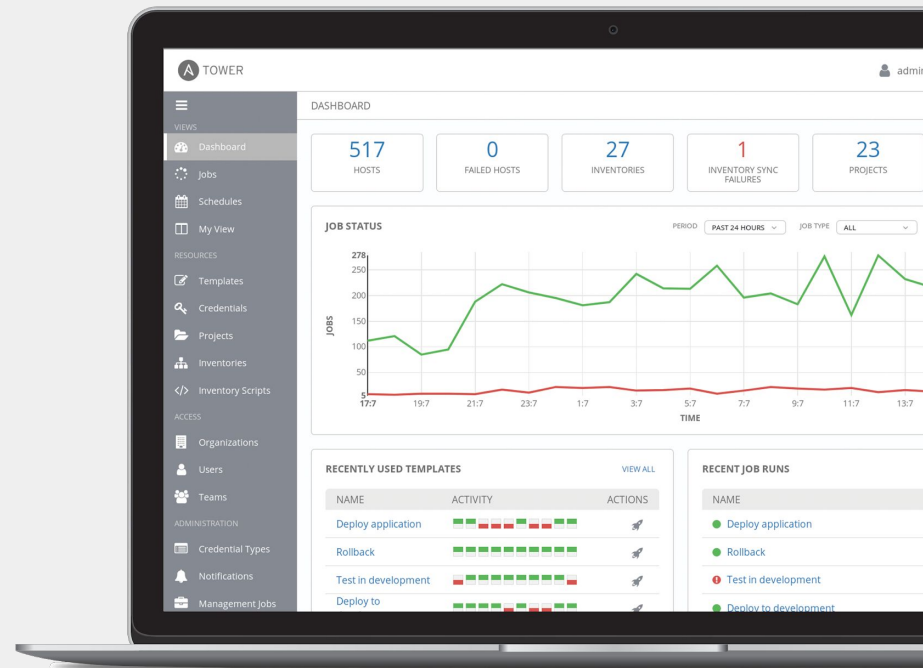 TOWER
admin
VIEWS
Dashboard
Jobs
Schedules
My View
RESOURCES
Templates
Credentials
Projects
Inventories
Inventory Scripts
ACCESS
Organizations
Users
Teams
ADMINISTRATION
Credential Types
Notifications
Management Jobs
DASHBOARD
517
HOSTS
0
FAILED HOSTS
27
INVENTORIES
1
INVENTORY SYNC
FAILURES
23
PROJECTS
JOB STATUS
PERIOD PAST 24 HOURS JOB TYPE ALL
278
250
200
150
100
50
5
JOBS
17:7 19:7 21:7 23:7 1:7 3:7 5:7 7:7 9:7 11:7 13:7
TIME
RECENTLY USED TEMPLATES VIEW ALL
NAME ACTIVITY ACTIONS
Deploy application
Rollback
Test in development
Deploy to
RECENT JOB RUNS
NAME
Deploy application
Rollback
Test in development
Deploy to development